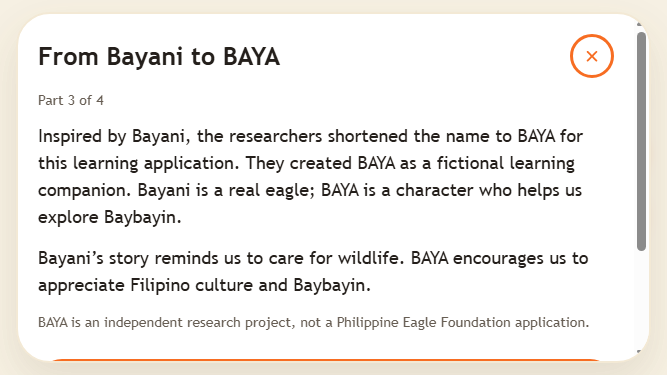 From Bayani to BAYA
Part 3 of 4
Inspired by Bayani, the researchers shortened the name to BAYA for
this learning application. They created BAYA as a fictional learning
companion. Bayani is a real eagle; BAYA is a character who helps us
explore Baybayin.
Bayani’s story reminds us to care for wildlife. BAYA encourages us to
appreciate Filipino culture and Baybayin.
BAYA is an independent research project, not a Philippine Eagle Foundation application.